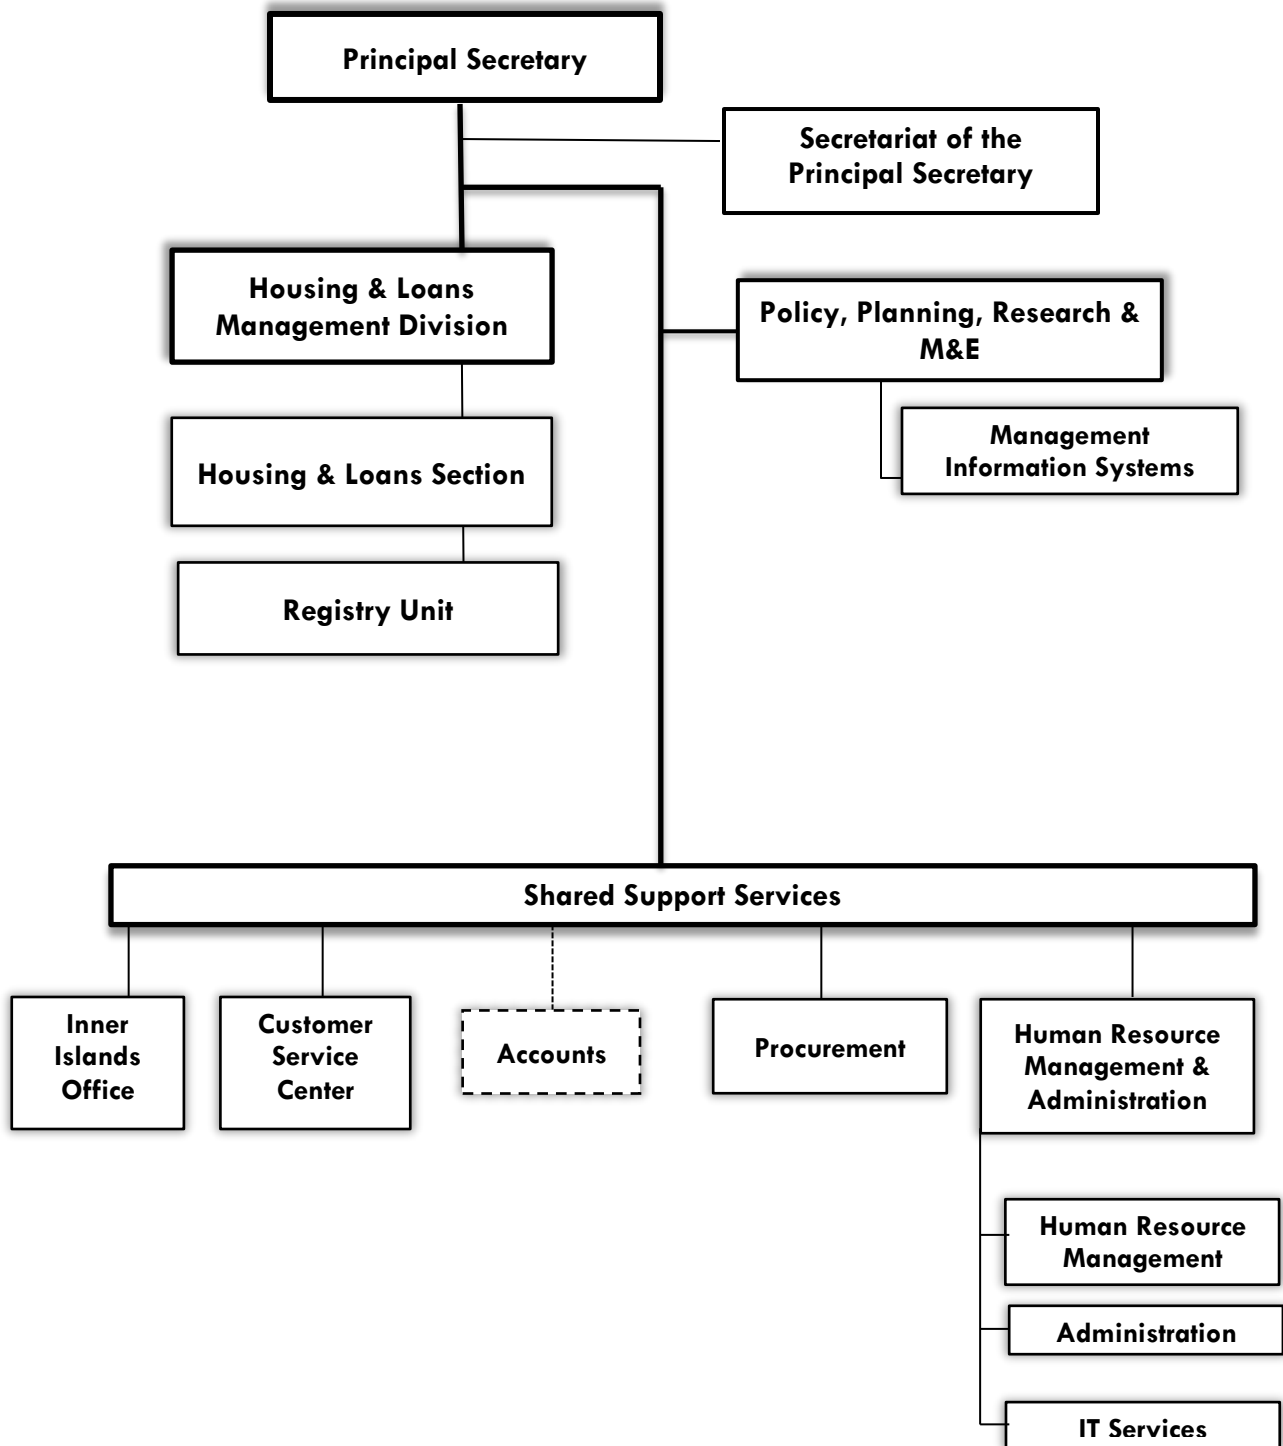 Principal Secretary
Secretariat of the
Principal Secretary
Housing & Loans
Management Division
Policy, Planning, Research &
M&E
Management
Information Systems
Housing & Loans Section
Registry Unit
Shared Support Services
Inner
Islands
Office
Customer
Service
Center
Accounts
Procurement
Human Resource
Management &
Administration
Human Resource
Management
Administration
IT Services